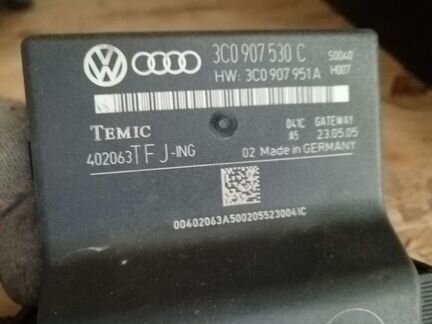 3C0 907 530 C S0040
HW: 3C0 907 951 A H007
TEMIC 041C GATEWAY
A5 23.05.05
402063TFJ-ING 02 Made in GERMANY
00402063A5002055230041C